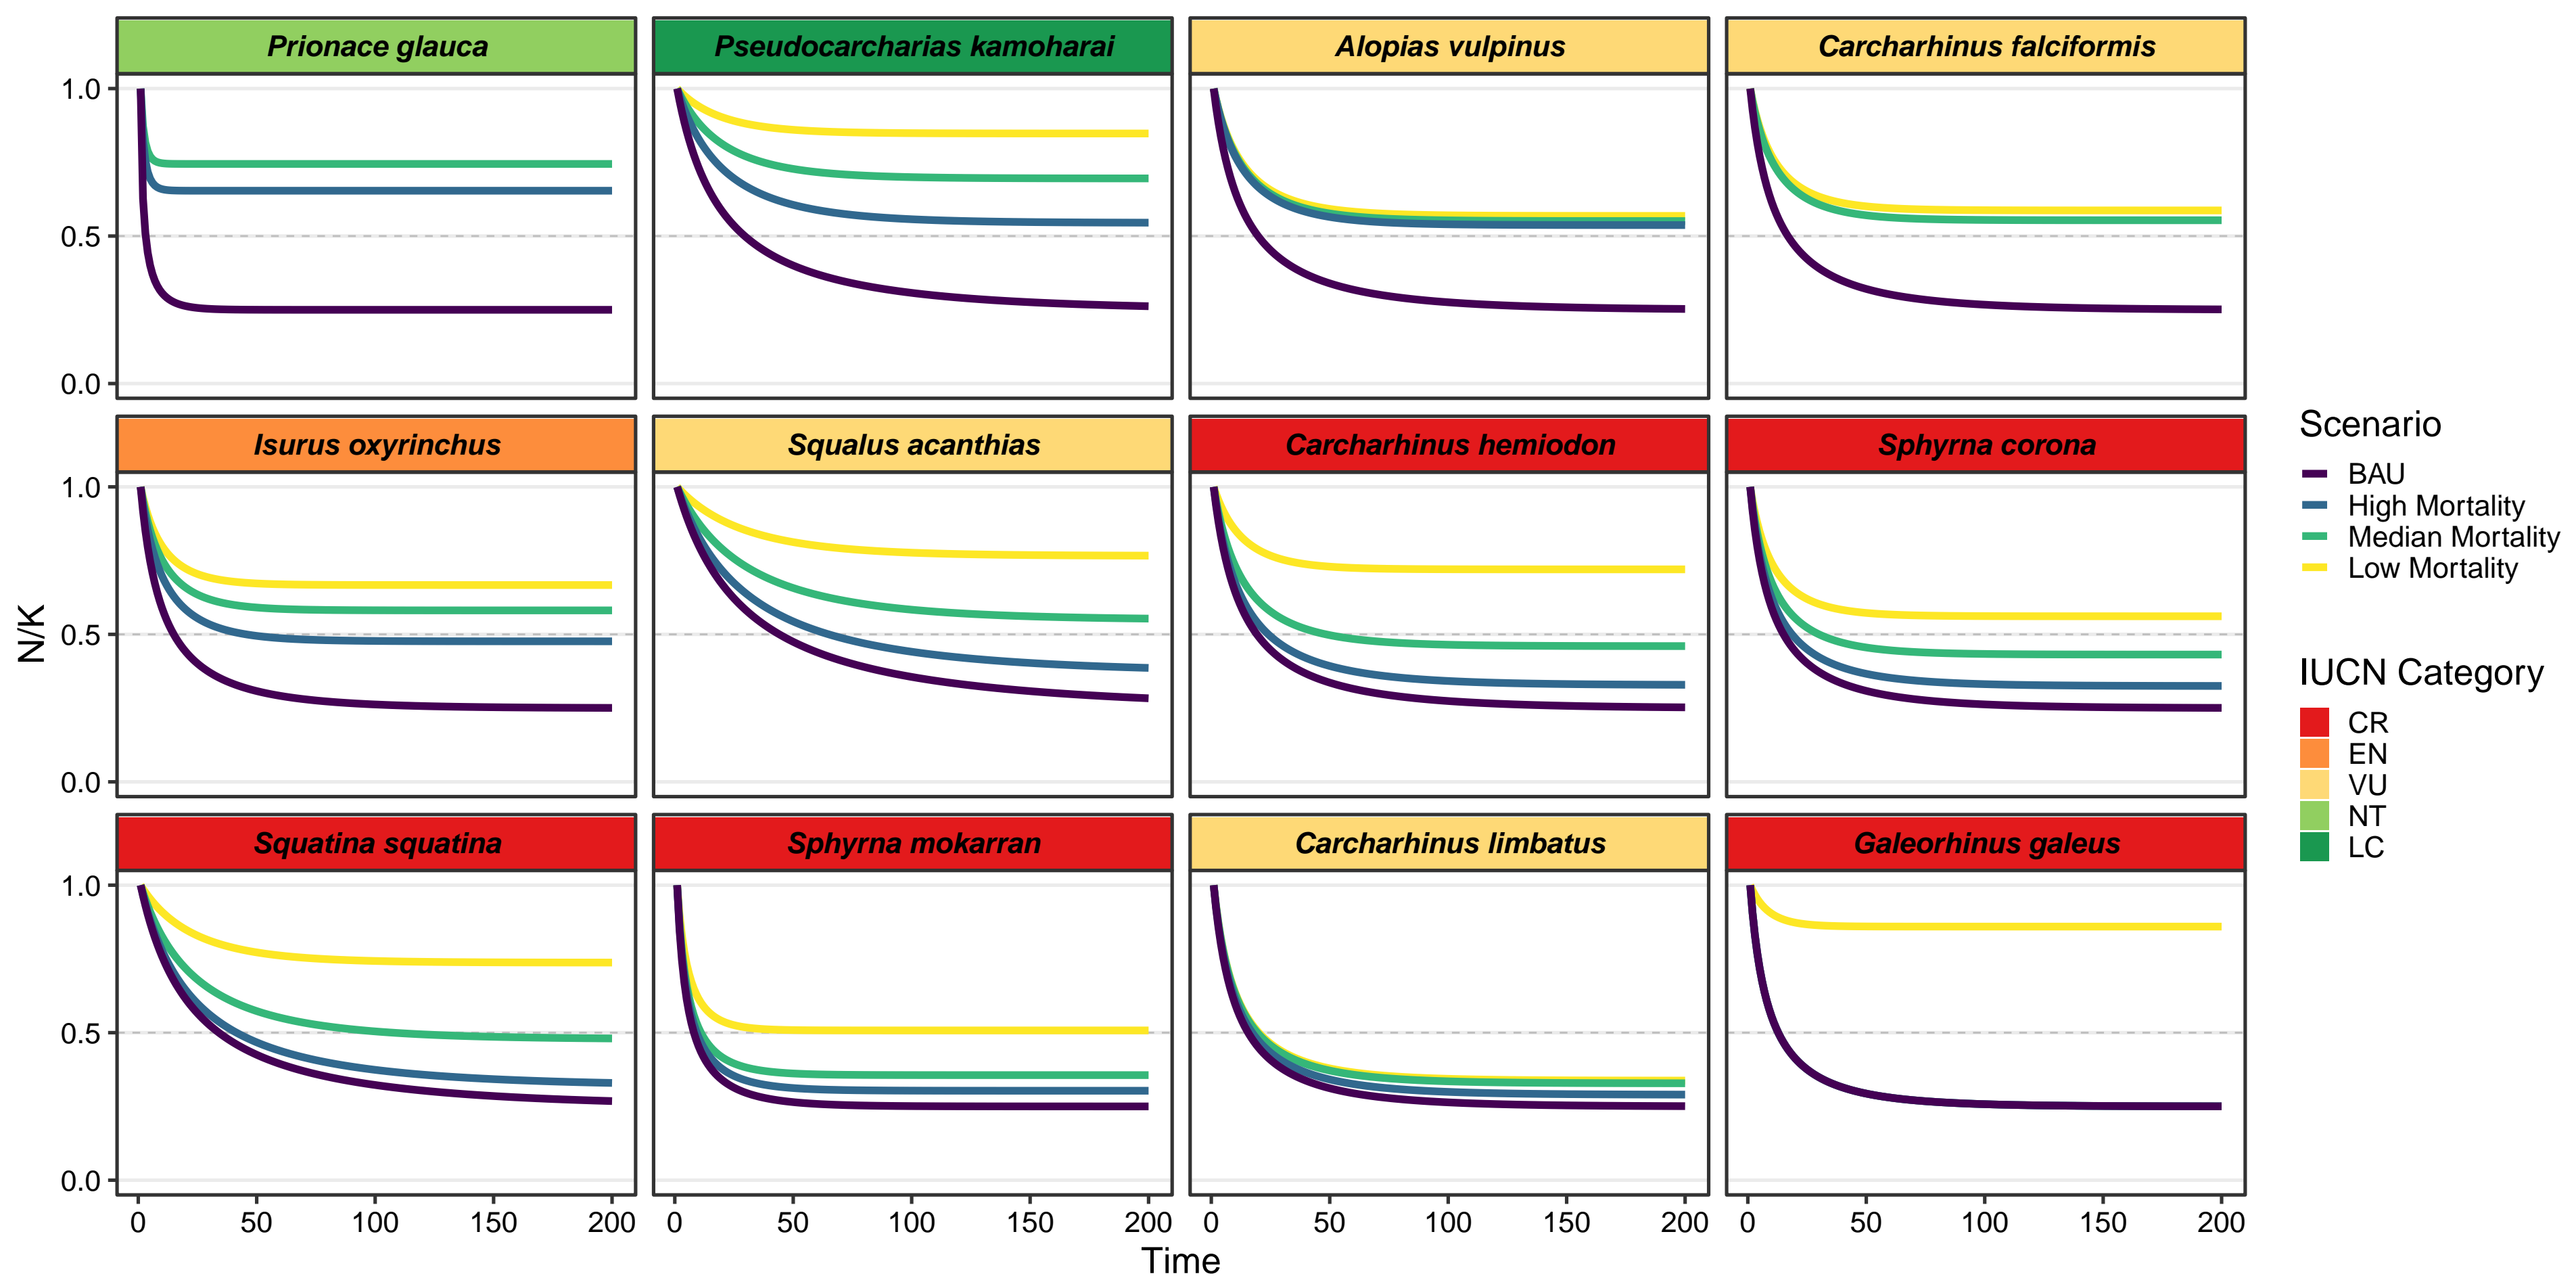 Prionace glauca
Pseudocarcharias kamoharai
Alopias vulpinus
Carcharhinus falciformis
1.0
0.5
0.0
Isurus oxyrinchus
Squalus acanthias
Carcharhinus hemiodon
Sphyrna corona
1.0
0.5
0.0
N/K
Squatina squatina
Sphyrna mokarran
Carcharhinus limbatus
Galeorhinus galeus
1.0
0.5
0.0
0 50 100 150 200
0 50 100 150 200
0 50 100 150 200
0 50 100 150 200
Time
Scenario
BAU
High Mortality
Median Mortality
Low Mortality
IUCN Category
CR
EN
VU
NT
LC